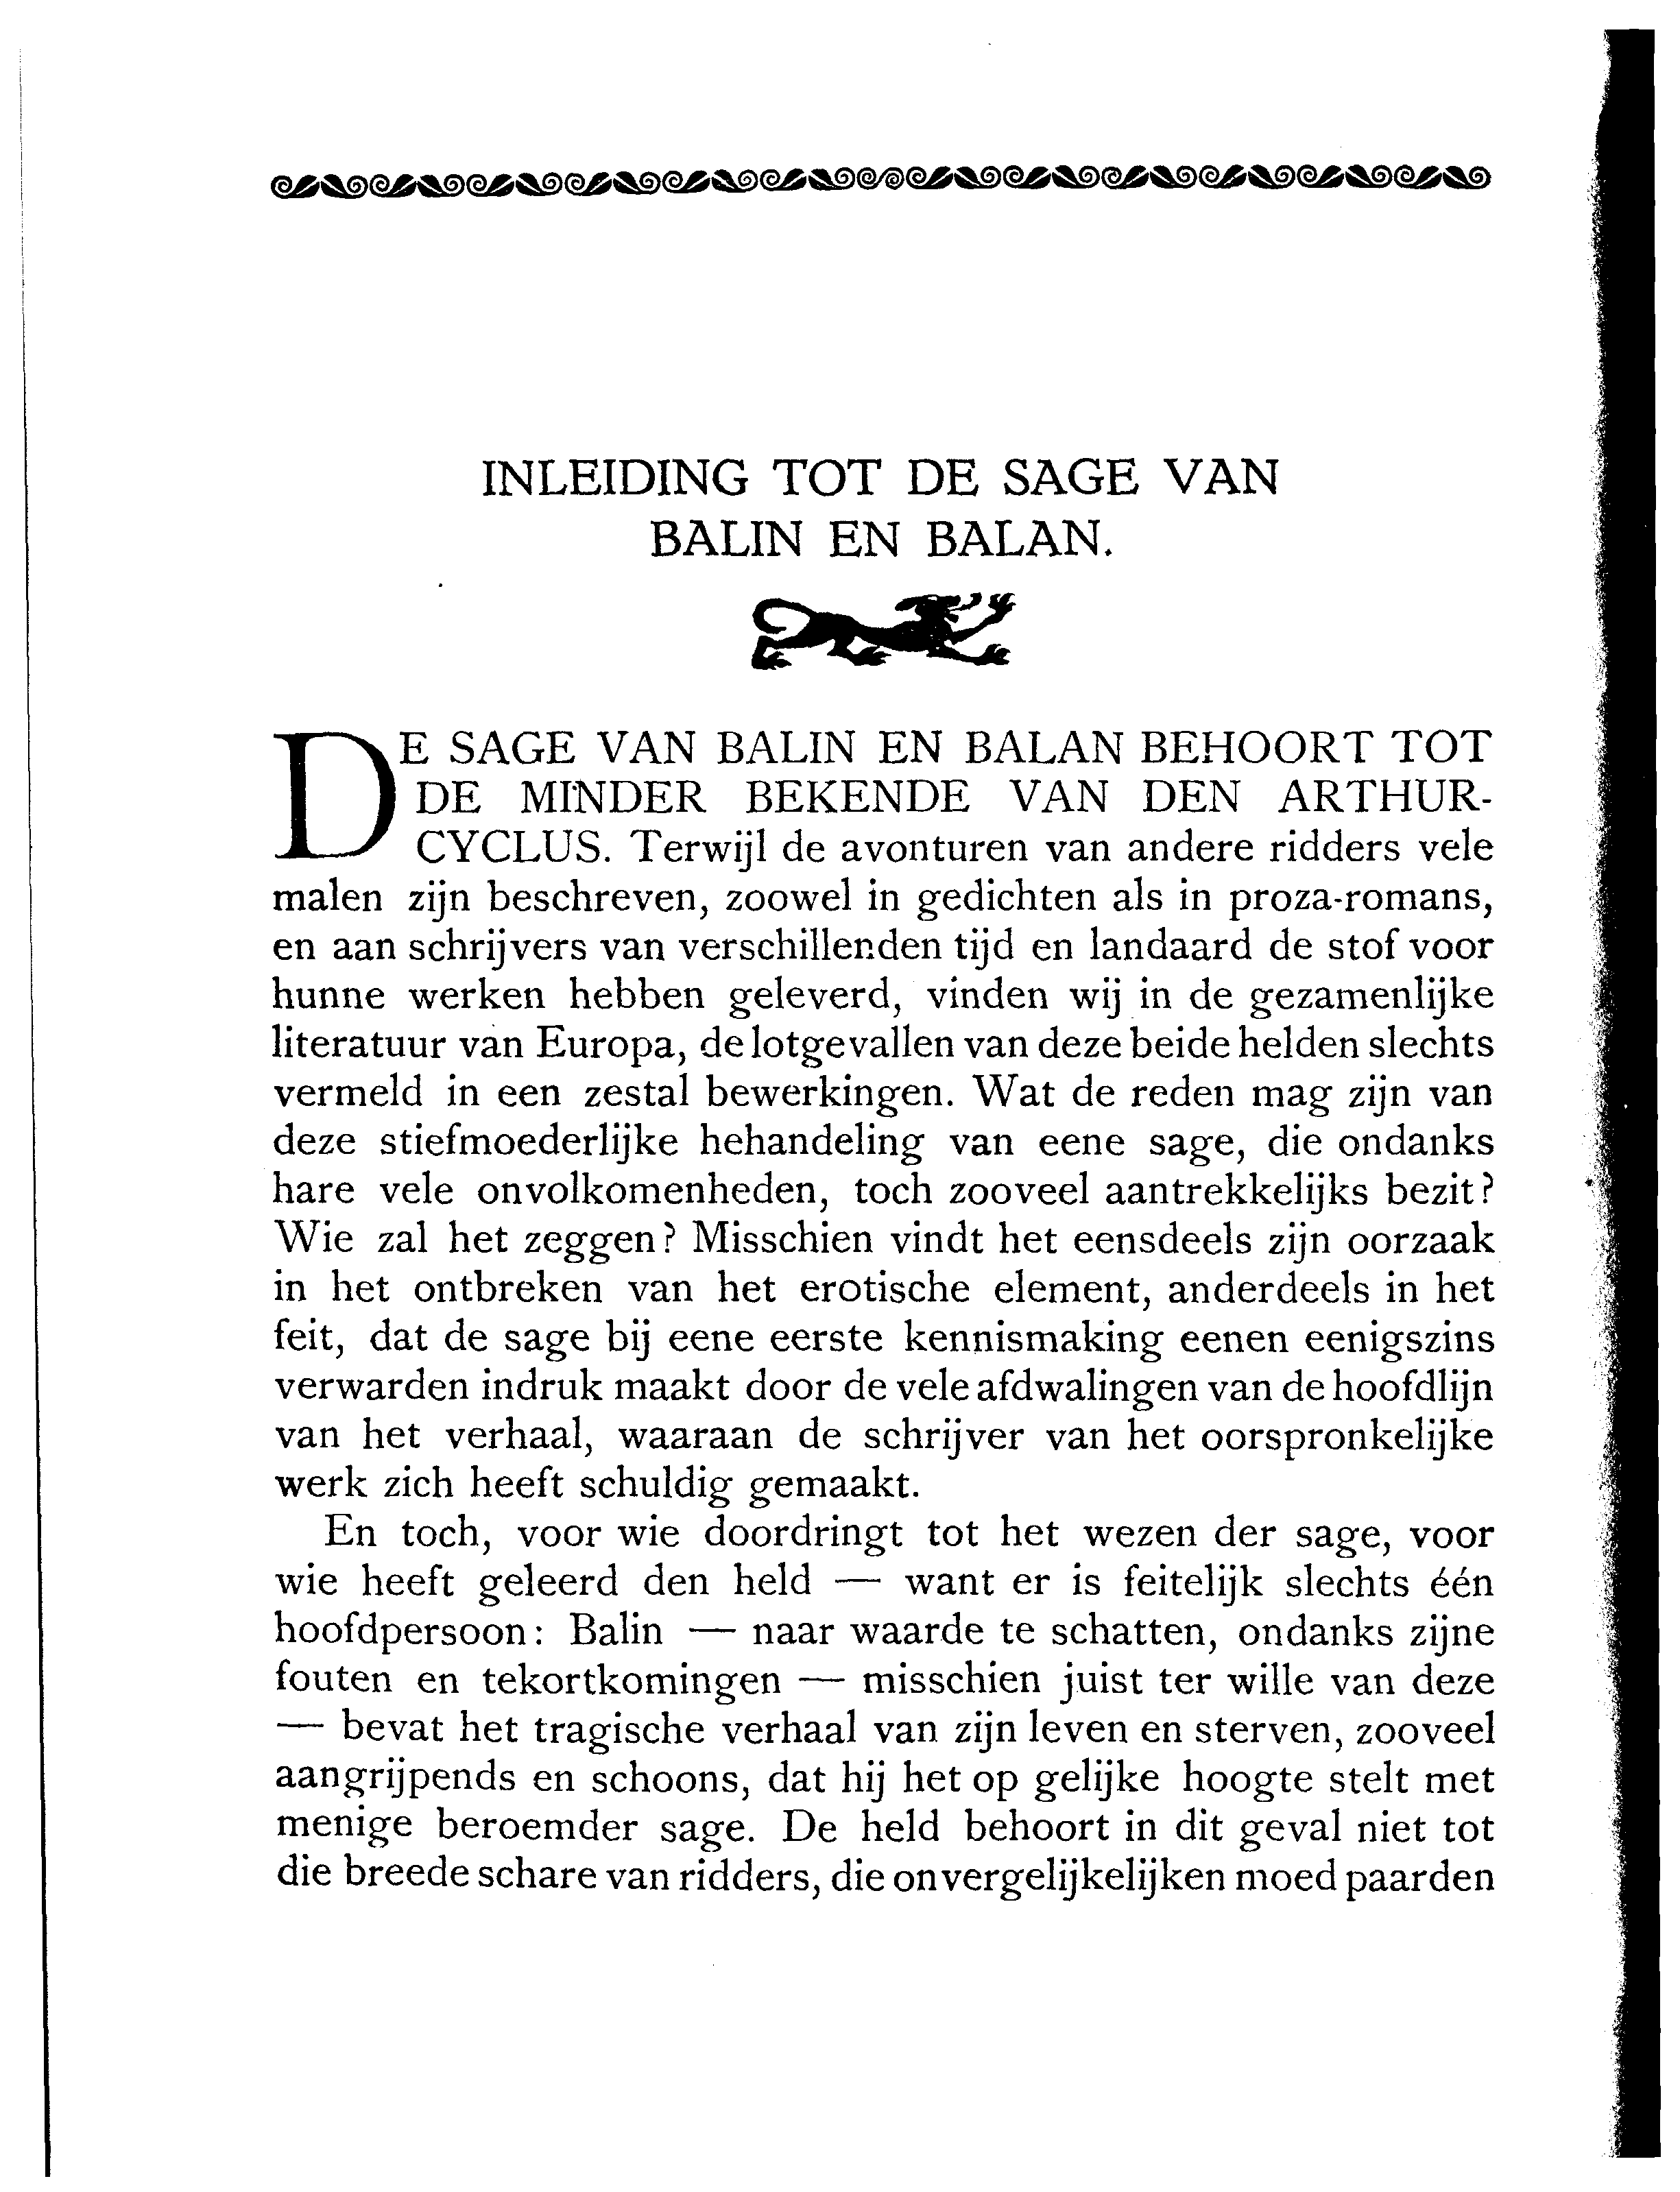 INLEIDING TOT DE SAGE VAN
BALIN EN BALAN.
DE SAGE VAN BALIN EN BALAN BEHOORT TOT
DE MINDER BEKENDE VAN DEN ARTHUR-
CYCLUS. Terwijl de avonturen van andere ridders vele
malen zijn beschreven, zoowel in gedichten als in proza-romans,
en aan schrijvers van verschillenden tijd en landaard de stof voor
hunne werken hebben geleverd, vinden wij in de gezamenlijke
literatuur van Europa, de lotgevallen van deze beide helden slechts
vermeld in een zestal bewerkingen. Wat de reden mag zijn van
deze stiefmoederlijke hehandeling van eene sage, die ondanks
hare vele onvolkomenheden, toch zooveel aantrekkelijks bezit?
Wie zal het zeggen? Misschien vindt het eensdeels zijn oorzaak
in het ontbreken van het erotische element, anderdeels in het
feit, dat de sage bij eene eerste kennismaking eenen eenigszins
verwarden indruk maakt door de vele afdwalingen van de hoofdlijn
van het verhaal, waaraan de schrijver van het oorspronkelijke
werk zich heeft schuldig gemaakt.
En toch, voor wie doordringt tot het wezen der sage, voor
wie heeft geleerd den held — want er is feitelijk slechts één
hoofdpersoon: Balin — naar waarde te schatten, ondanks zijne
fouten en tekortkomingen — misschien juist ter wille van deze
— bevat het tragische verhaal van zijn leven en sterven, zooveel
aangrijpends en schoons, dat hij het op gelijke hoogte stelt met
menige beroemder sage. De held behoort in dit geval niet tot
die breede schare van ridders, die onvergelijkelijken moed paarden